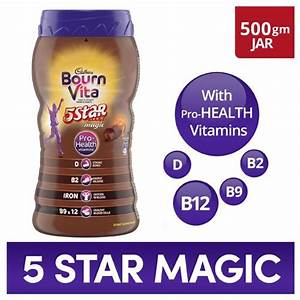 500gm
JAR
Cadbury
Bourn
Vita
5Star
magic
Pro-
Health
vitamins
D
B2
IRON
B9 & 12
With
Pro-HEALTH
Vitamins
D
B2
B12
B9
5 STAR MAGIC